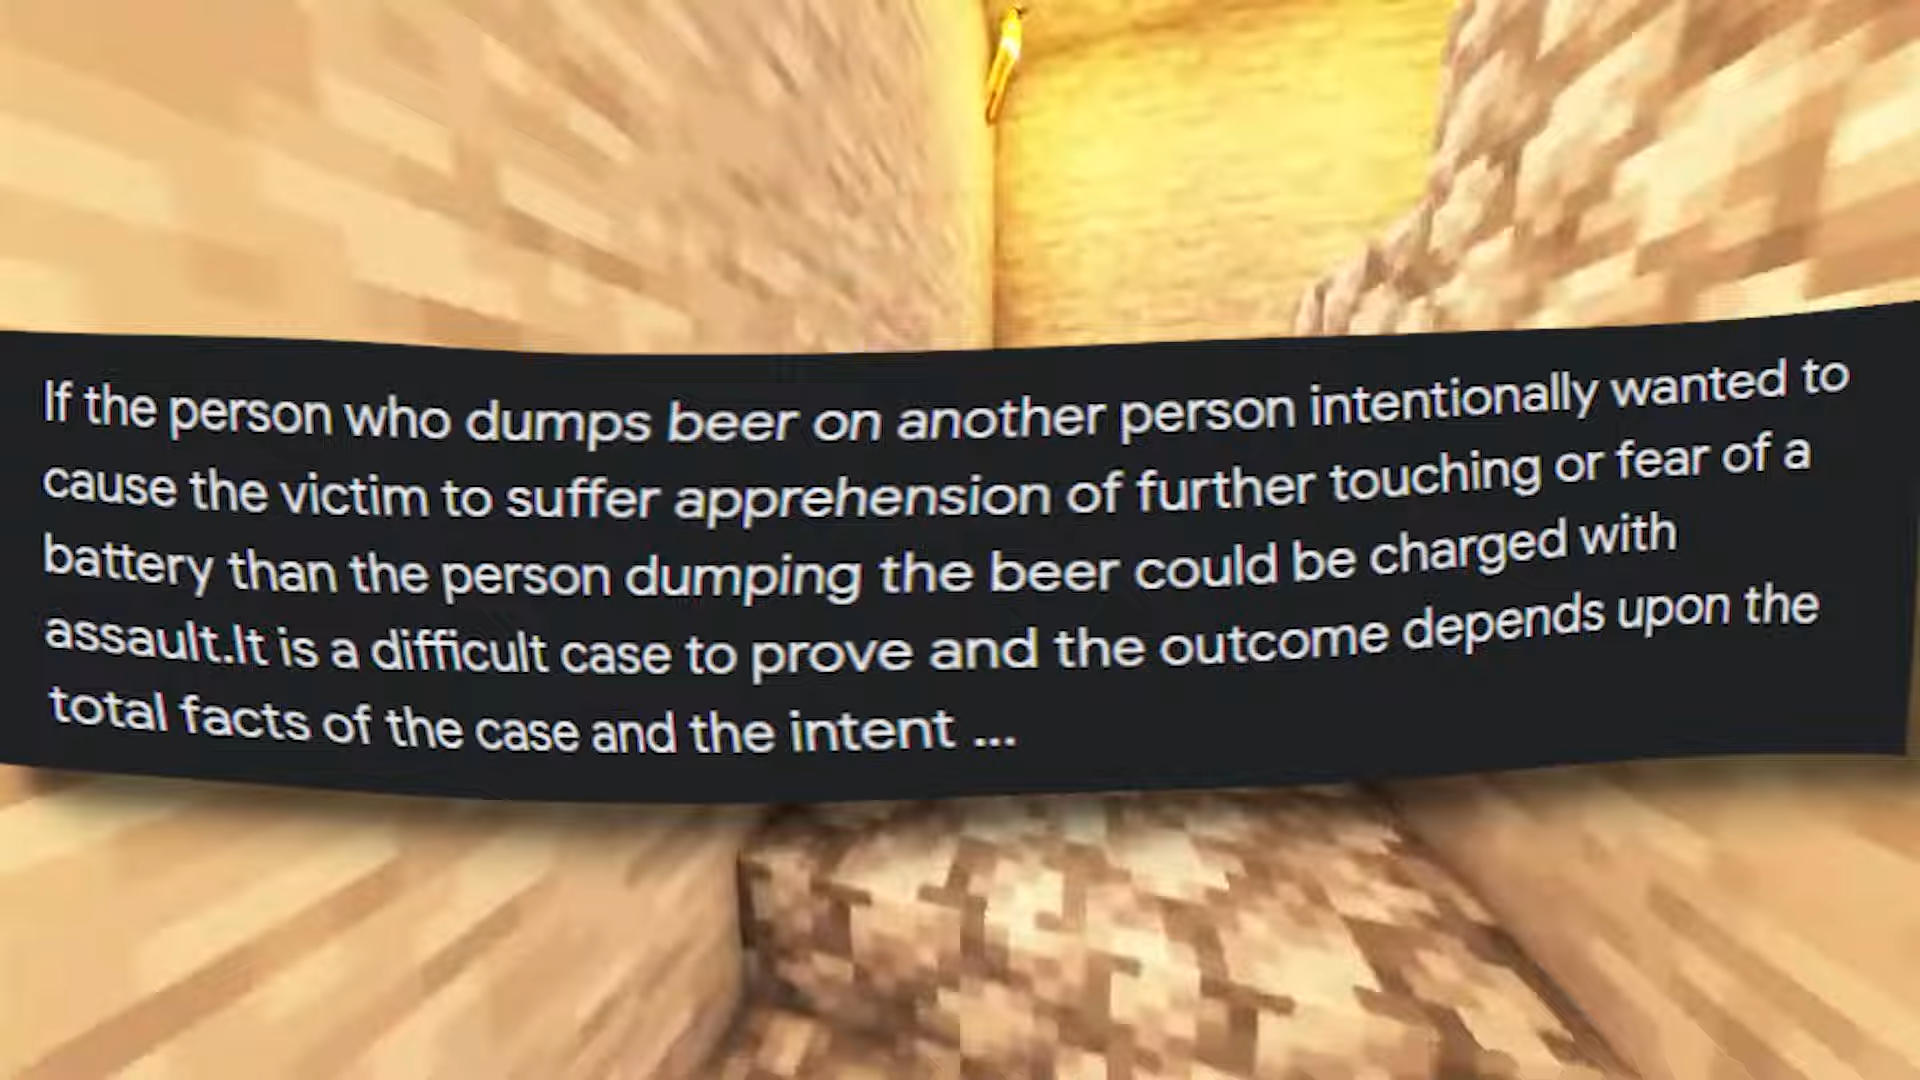 If the person who dumps beer on another person intentionally wanted to
cause the victim to suffer apprehension of further touching or fear of a
battery than the person dumping the beer could be charged with
assault.It is a difficult case to prove and the outcome depends upon the
total facts of the case and the intent ...